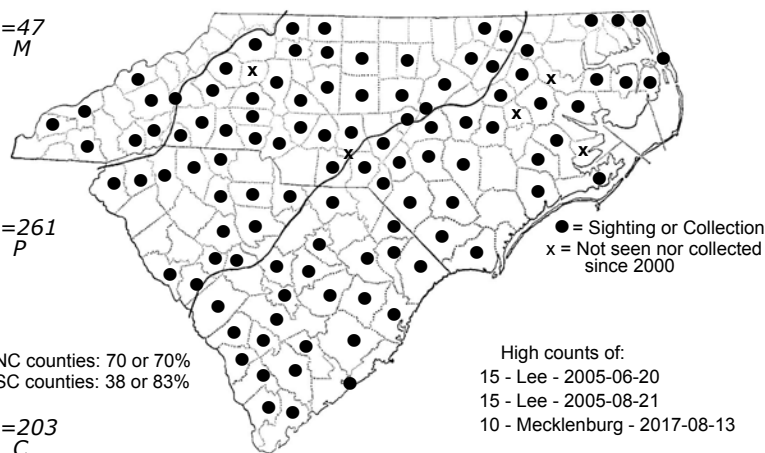 =47
M
=261
P
● = Sighting or Collection
x = Not seen nor collected
since 2000
NC counties: 70 or 70%
SC counties: 38 or 83%
High counts of:
15 - Lee - 2005-06-20
15 - Lee - 2005-08-21
10 - Mecklenburg - 2017-08-13
=203
C